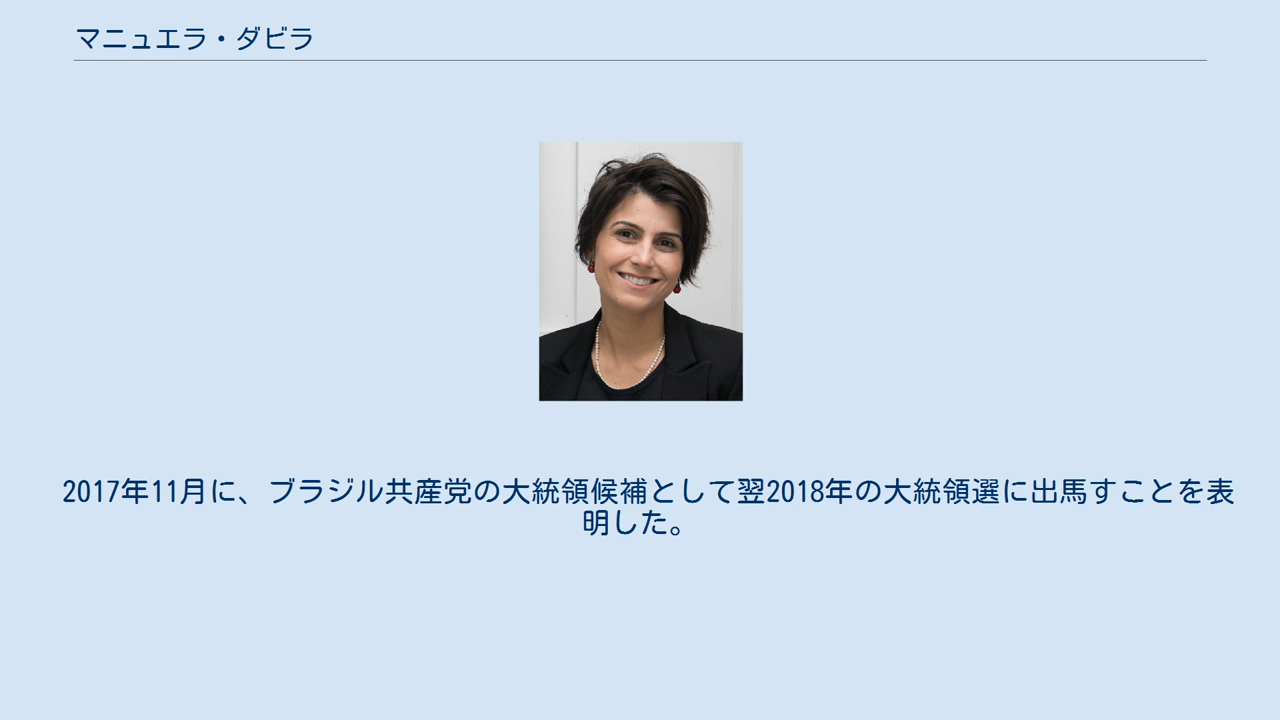 マニュエラ・ダビラ
2017年11月に、ブラジル共産党の大統領候補として翌2018年の大統領選に出馬すことを表
明した。